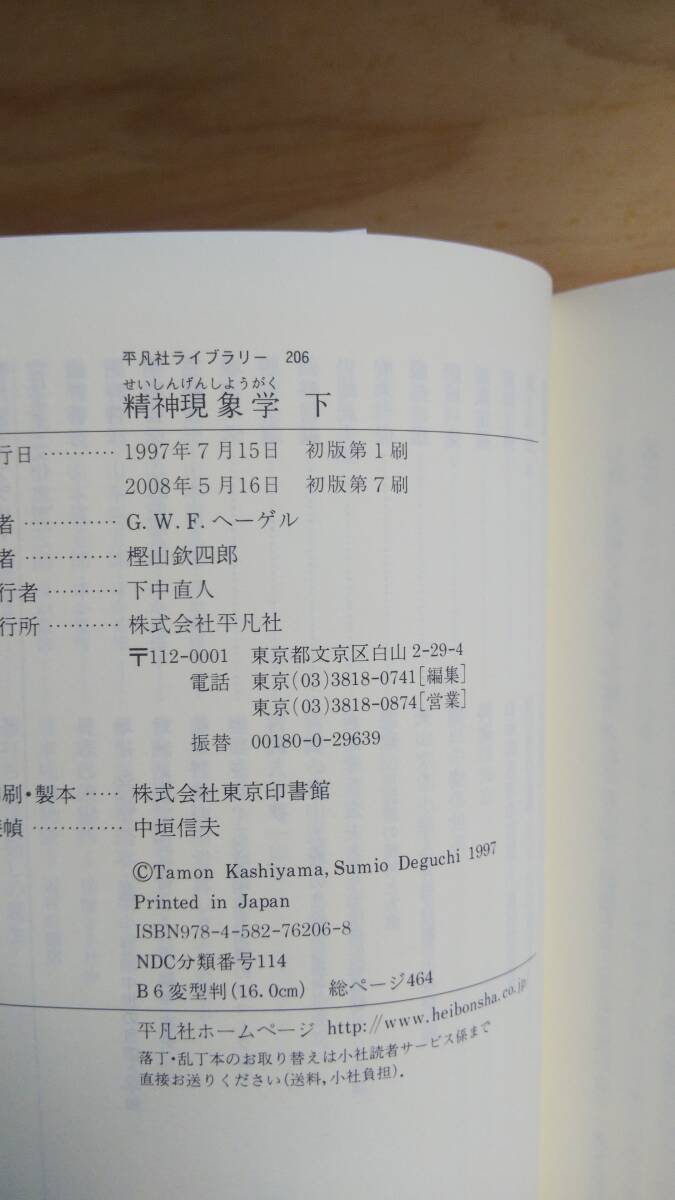 平凡社ライブラリー 206
せいしんげんしようがく
精神現象学 下
行日 ………… 1997年7月15日 初版第1刷
2008年5月16日 初版第7刷
者 ………… G. W. F. ヘーゲル
者 ………… 樫山欽四郎
行者 ………… 下中直人
行所 ………… 株式会社平凡社
〒112-0001 東京都文京区白山2-29-4
電話 東京(03)3818-0741[編集]
東京(03)3818-0874[営業]
振替 00180-0-29639
刷・製本 …… 株式会社東京印書館
幀 ………… 中垣信夫
©Tamon Kashiyama, Sumio Deguchi 1997
Printed in Japan
ISBN978-4-582-76206-8
NDC分類番号114
B6変型判(16.0cm) 総ページ464
平凡社ホームページ http://www.heibonsha.co.jp/
落丁・乱丁本のお取り替えは小社読者サービス係まで
直接お送りください(送料,小社負担).